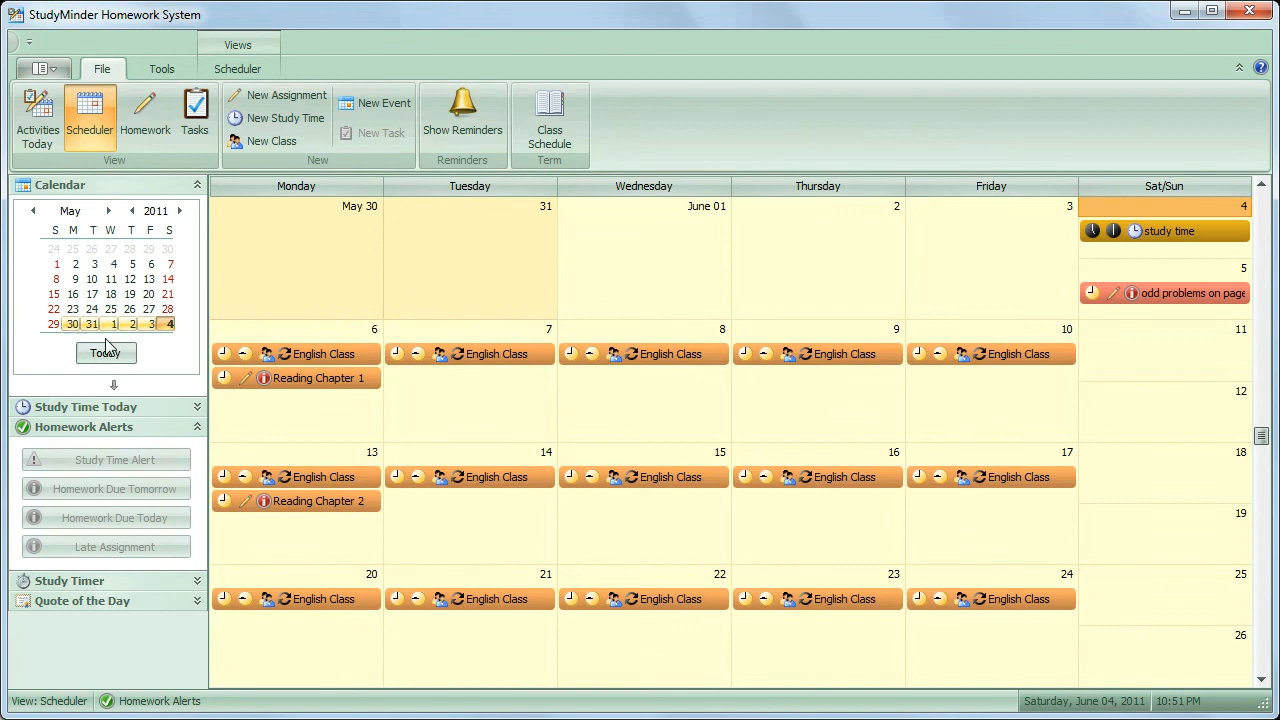 StudyMinder Homework System
Views
File Tools Scheduler
Activities Today
Scheduler
Homework
Tasks
View
New Assignment
New Study Time
New Class
New Event
New Task
New
Show Reminders
Reminders
Class Schedule
Term
Calendar
May 2011
S M T W T F S
24 25 26 27 28 29 30
1 2 3 4 5 6 7
8 9 10 11 12 13 14
15 16 17 18 19 20 21
22 23 24 25 26 27 28
29 30 31 1 2 3 4
Today
Study Time Today
Homework Alerts
Study Time Alert
Homework Due Tomorrow
Homework Due Today
Late Assignment
Study Timer
Quote of the Day
Monday Tuesday Wednesday Thursday Friday Sat/Sun
May 30 31 June 01 2 3 4
study time
5
odd problems on page
6 7 8 9 10 11
English Class English Class English Class English Class English Class
Reading Chapter 1
12
13 14 15 16 17 18
English Class English Class English Class English Class English Class
Reading Chapter 2
19
20 21 22 23 24 25
English Class English Class English Class English Class English Class
26
View: Scheduler Homework Alerts Saturday, June 04, 2011 10:51 PM